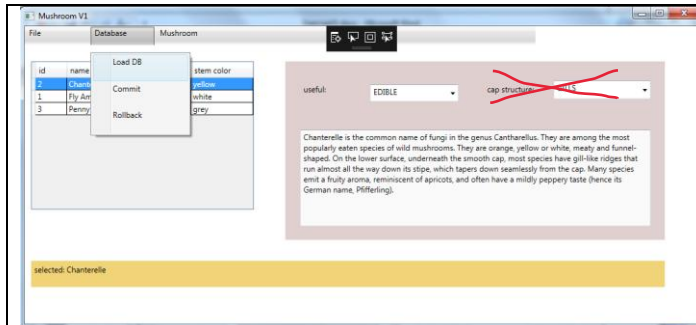 Mushroom V1
File Database Mushroom
Load DB
Commit
Rollback
id name stem color
2 Chant yellow
1 Fly Am white
3 Penny grey
useful: EDIBLE cap structure:
Chanterelle is the common name of fungi in the genus Cantharellus. They are among the most
popularly eaten species of wild mushrooms. They are orange, yellow or white, meaty and funnel-
shaped. On the lower surface, underneath the smooth cap, most species have gill-like ridges that
run almost all the way down its stipe, which tapers down seamlessly from the cap. Many species
emit a fruity aroma, reminiscent of apricots, and often have a mildly peppery taste (hence its
German name, Pfifferling).
selected: Chanterelle